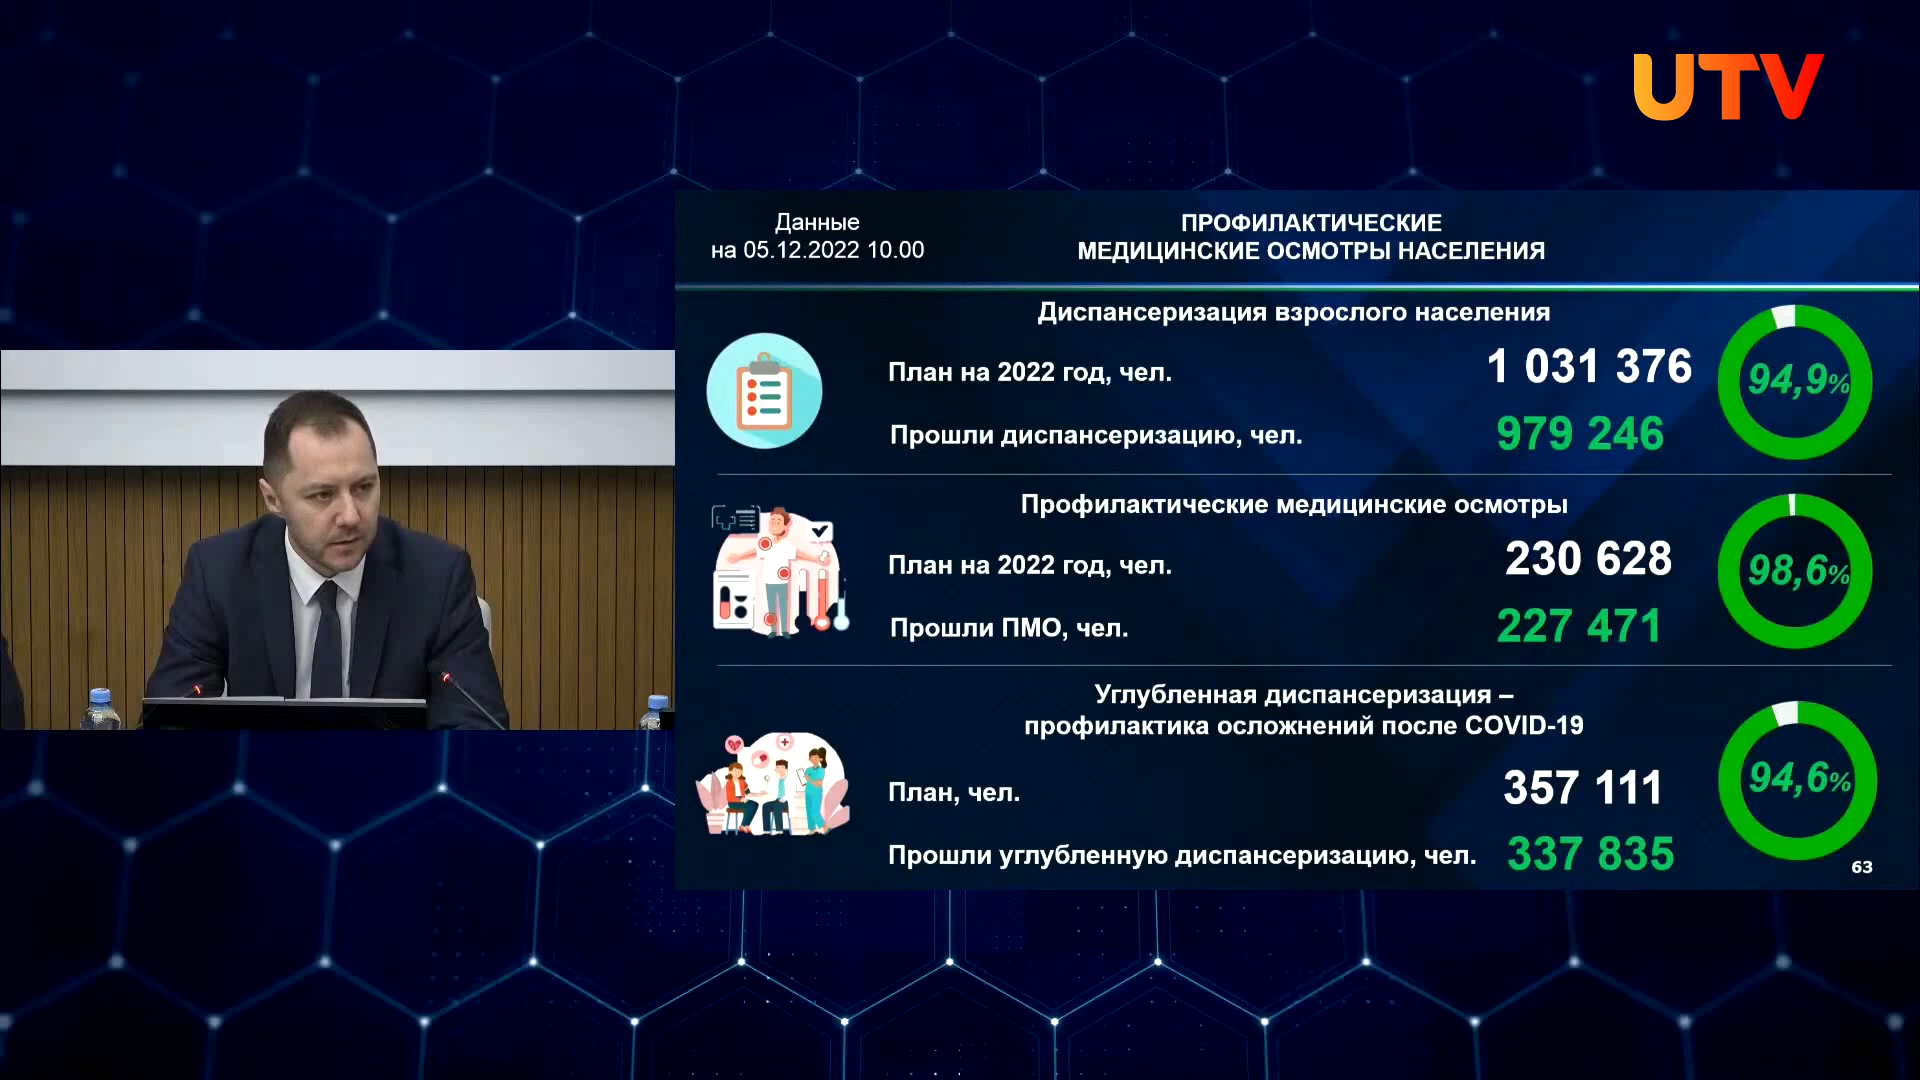 UTV
Данные
на 05.12.2022 10.00
ПРОФИЛАКТИЧЕСКИЕ
МЕДИЦИНСКИЕ ОСМОТРЫ НАСЕЛЕНИЯ
Диспансеризация взрослого населения
План на 2022 год, чел. 1 031 376
Прошли диспансеризацию, чел. 979 246
94,9%
Профилактические медицинские осмотры
План на 2022 год, чел. 230 628
Прошли ПМО, чел. 227 471
98,6%
Углубленная диспансеризация –
профилактика осложнений после COVID-19
План, чел. 357 111
Прошли углубленную диспансеризацию, чел. 337 835
94,6%
63